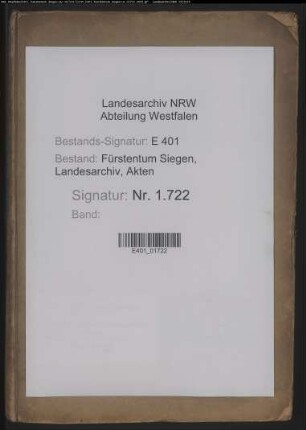 Landesarchiv NRW
Abteilung Westfalen
Bestands-Signatur: E 401
Bestand: Fürstentum Siegen,
Landesarchiv, Akten
Signatur: Nr. 1.722
Band:
E401_01722